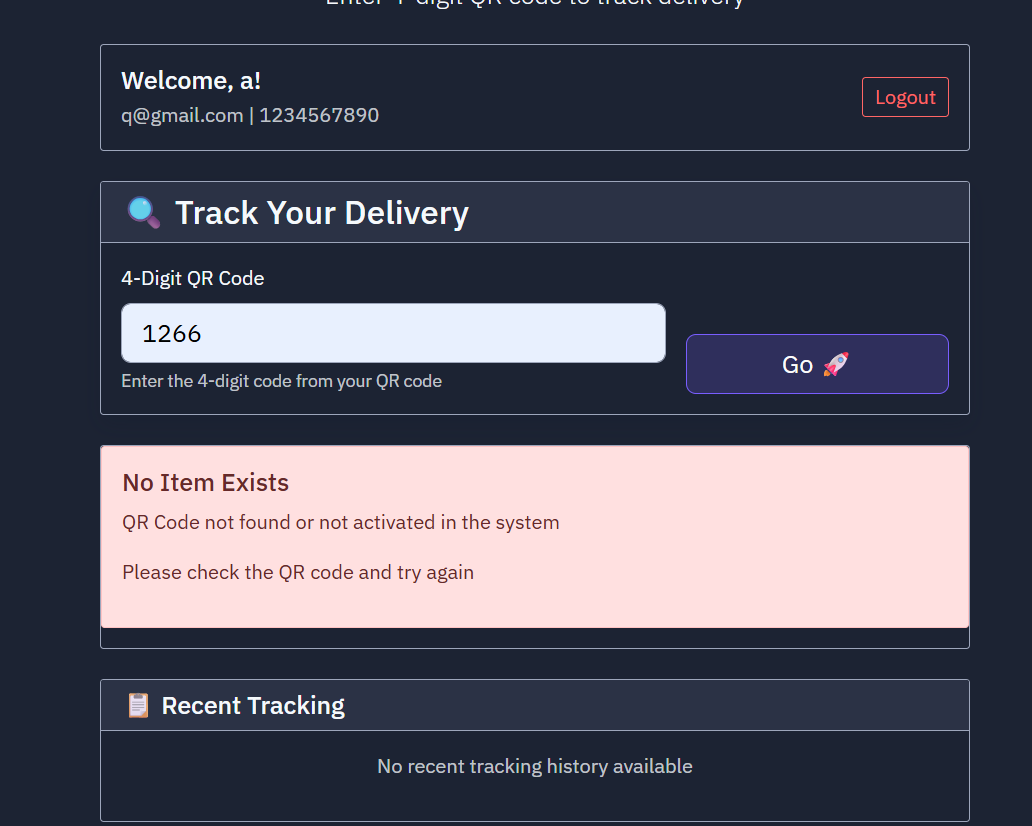 Enter 4-digit QR code to track delivery
Welcome, a!
q@gmail.com | 1234567890
Logout
Track Your Delivery
4-Digit QR Code
1266
Enter the 4-digit code from your QR code
Go
No Item Exists
QR Code not found or not activated in the system
Please check the QR code and try again
Recent Tracking
No recent tracking history available